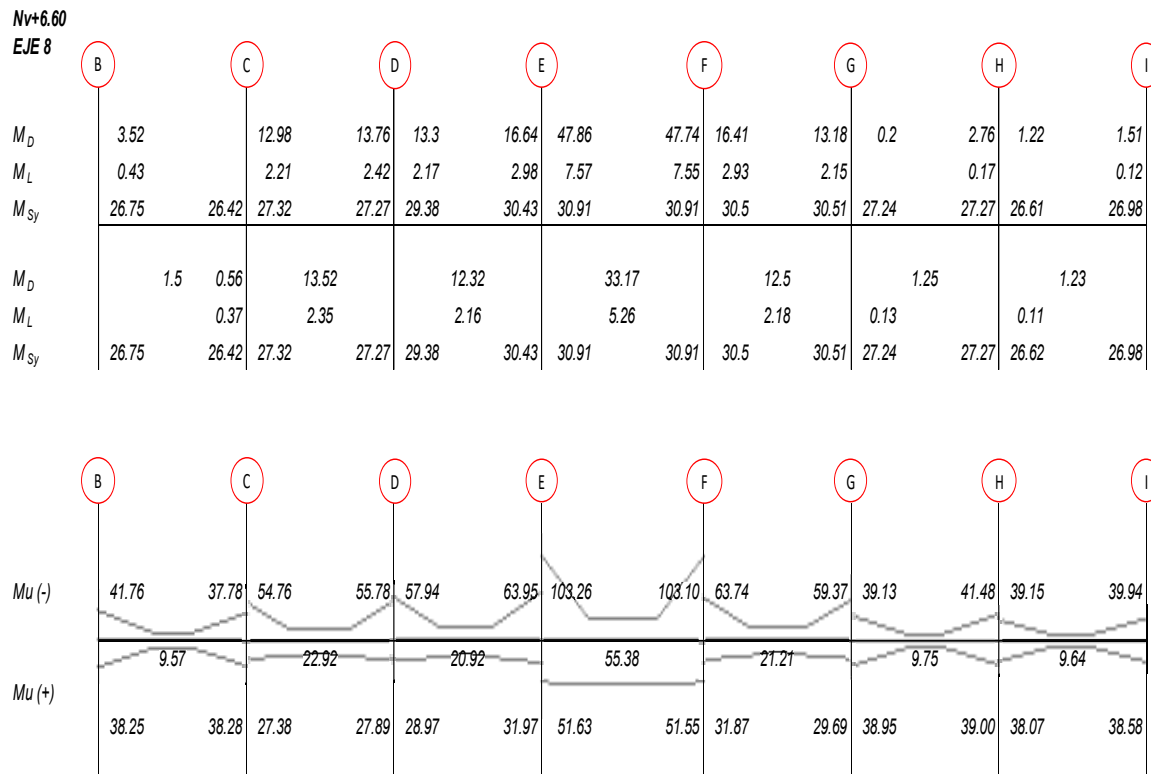 Nv+6.60
EJE 8
B C D E F G H I
M D 3.52 12.98 13.76 13.3 16.64 47.86 47.74 16.41 13.18 0.2 2.76 1.22 1.51
M L 0.43 2.21 2.42 2.17 2.98 7.57 7.55 2.93 2.15 0.17 0.12
M Sy 26.75 26.42 27.32 27.27 29.38 30.43 30.91 30.91 30.5 30.51 27.24 27.27 26.61 26.98
M D 1.5 0.56 13.52 12.32 33.17 12.5 1.25 1.23
M L 0.37 2.35 2.16 5.26 2.18 0.13 0.11
M Sy 26.75 26.42 27.32 27.27 29.38 30.43 30.91 30.91 30.5 30.51 27.24 27.27 26.62 26.98
B C D E F G H I
Mu (-) 41.76 37.78 54.76 55.78 57.94 63.95 103.26 103.10 63.74 59.37 39.13 41.48 39.15 39.94
9.57 22.92 20.92 55.38 21.21 9.75 9.64
Mu (+)
38.25 38.28 27.38 27.89 28.97 31.97 51.63 51.55 31.87 29.69 38.95 39.00 38.07 38.58